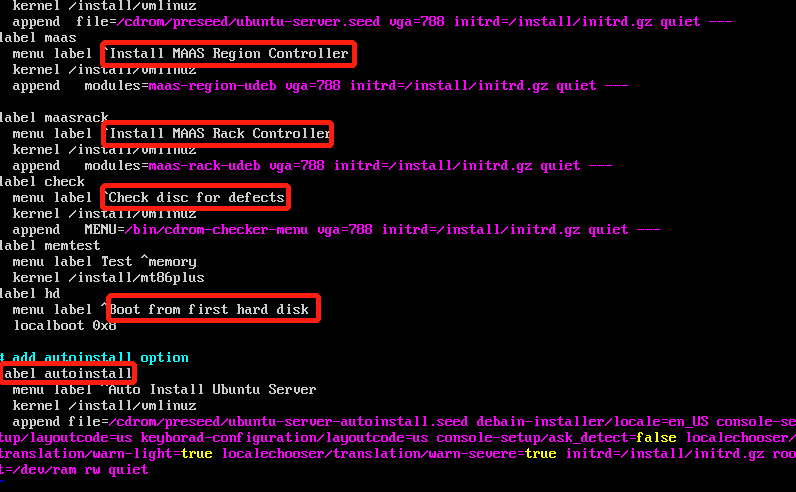 kernel /install/vmlinuz
append file=/cdrom/preseed/ubuntu-server.seed vga=788 initrd=/install/initrd.gz quiet ---
label maas
menu label ^Install MAAS Region Controller
kernel /install/vmlinuz
append modules=maas-region-udeb vga=788 initrd=/install/initrd.gz quiet ---
label maasrack
menu label ^Install MAAS Rack Controller
kernel /install/vmlinuz
append modules=maas-rack-udeb vga=788 initrd=/install/initrd.gz quiet ---
label check
menu label ^Check disc for defects
kernel /install/vmlinuz
append MENU=/bin/cdrom-checker-menu vga=788 initrd=/install/initrd.gz quiet ---
label memtest
menu label Test ^memory
kernel /install/mt86plus
label hd
menu label ^Boot from first hard disk
localboot 0x8
# add autoinstall option
label autoinstall
menu label ^Auto Install Ubuntu Server
kernel /install/vmlinuz
append file=/cdrom/preseed/ubuntu-server-autoinstall.seed debain-installer/locale=en_US console-se
tup/layoutcode=us keyborad-configuration/layoutcode=us console-setup/ask_detect=false localechooser/
translation/warn-light=true localechooser/translation/warn-severe=true initrd=/install/initrd.gz roo
t=/dev/ram rw quiet